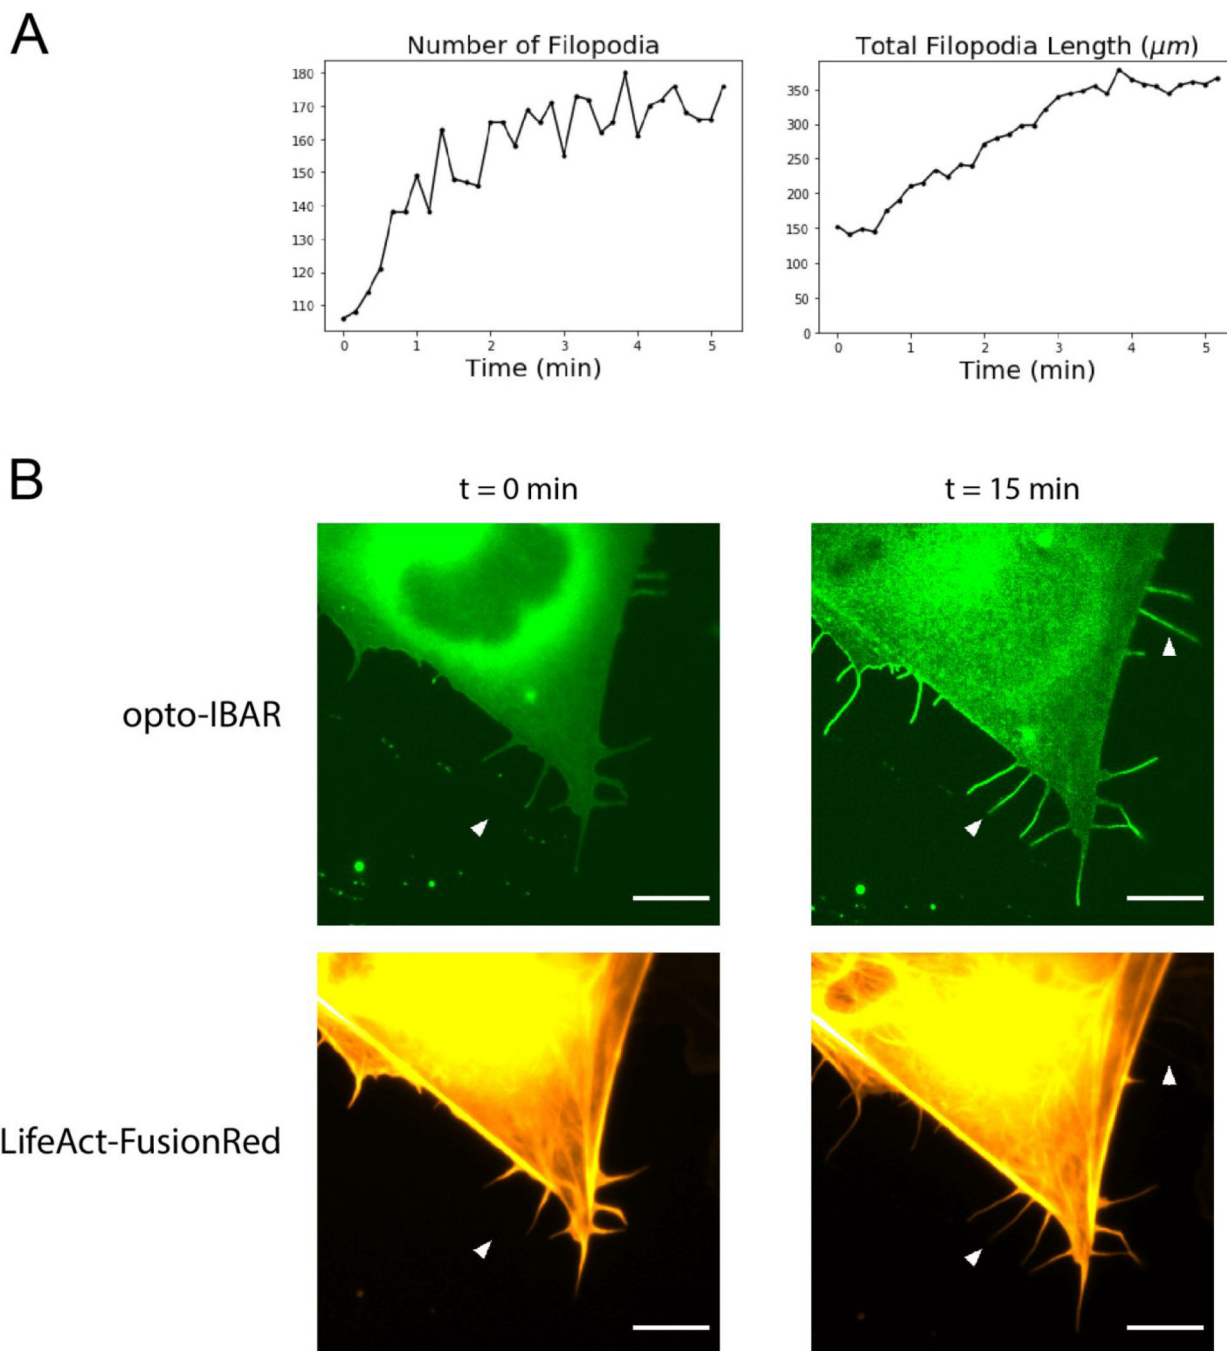 A
Number of Filopodia
180
170
160
150
140
130
120
110
0 1 2 3 4 5
Time (min)
Total Filopodia Length (μm)
350
300
250
200
150
100
50
0
0 1 2 3 4 5
Time (min)
B
t = 0 min
t = 15 min
opto-IBAR
LifeAct-FusionRed